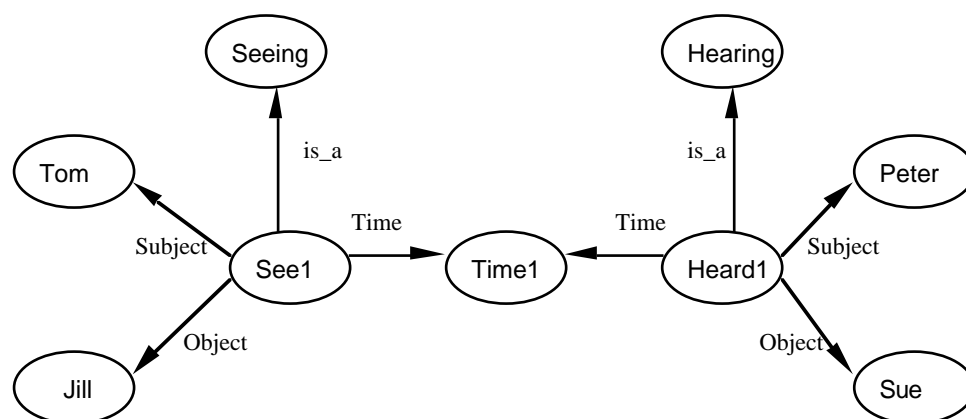 Seeing
Hearing
is_a
is_a
Tom
Peter
Subject
Time
Time
Subject
See1
Time1
Heard1
Object
Object
Jill
Sue